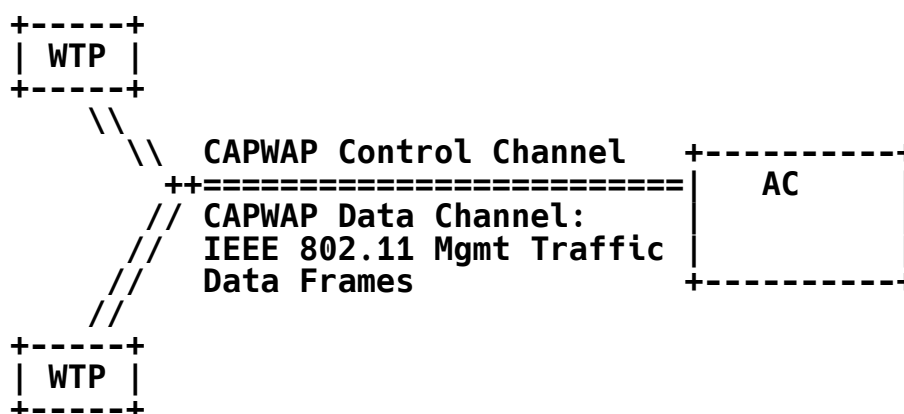 WTP
CAPWAP Control Channel
AC
CAPWAP Data Channel:
IEEE 802.11 Mgmt Traffic
Data Frames
WTP